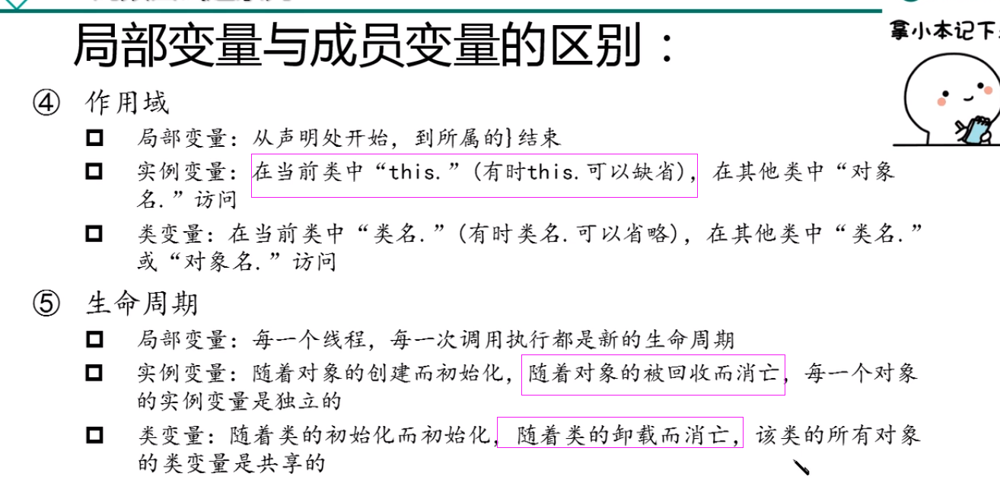 局部变量与成员变量的区别：
拿小本记下
④ 作用域
局部变量：从声明处开始，到所属的}结束
实例变量：在当前类中“this.”(有时this.可以缺省)，在其他类中“对象
名.”访问
类变量：在当前类中“类名.”(有时类名.可以省略)，在其他类中“类名.”
或“对象名.”访问
⑤ 生命周期
局部变量：每一个线程，每一次调用执行都是新的生命周期
实例变量：随着对象的创建而初始化，随着对象的被回收而消亡，每一个对象
的实例变量是独立的
类变量：随着类的初始化而初始化，随着类的卸载而消亡，该类的所有对象
的类变量是共享的